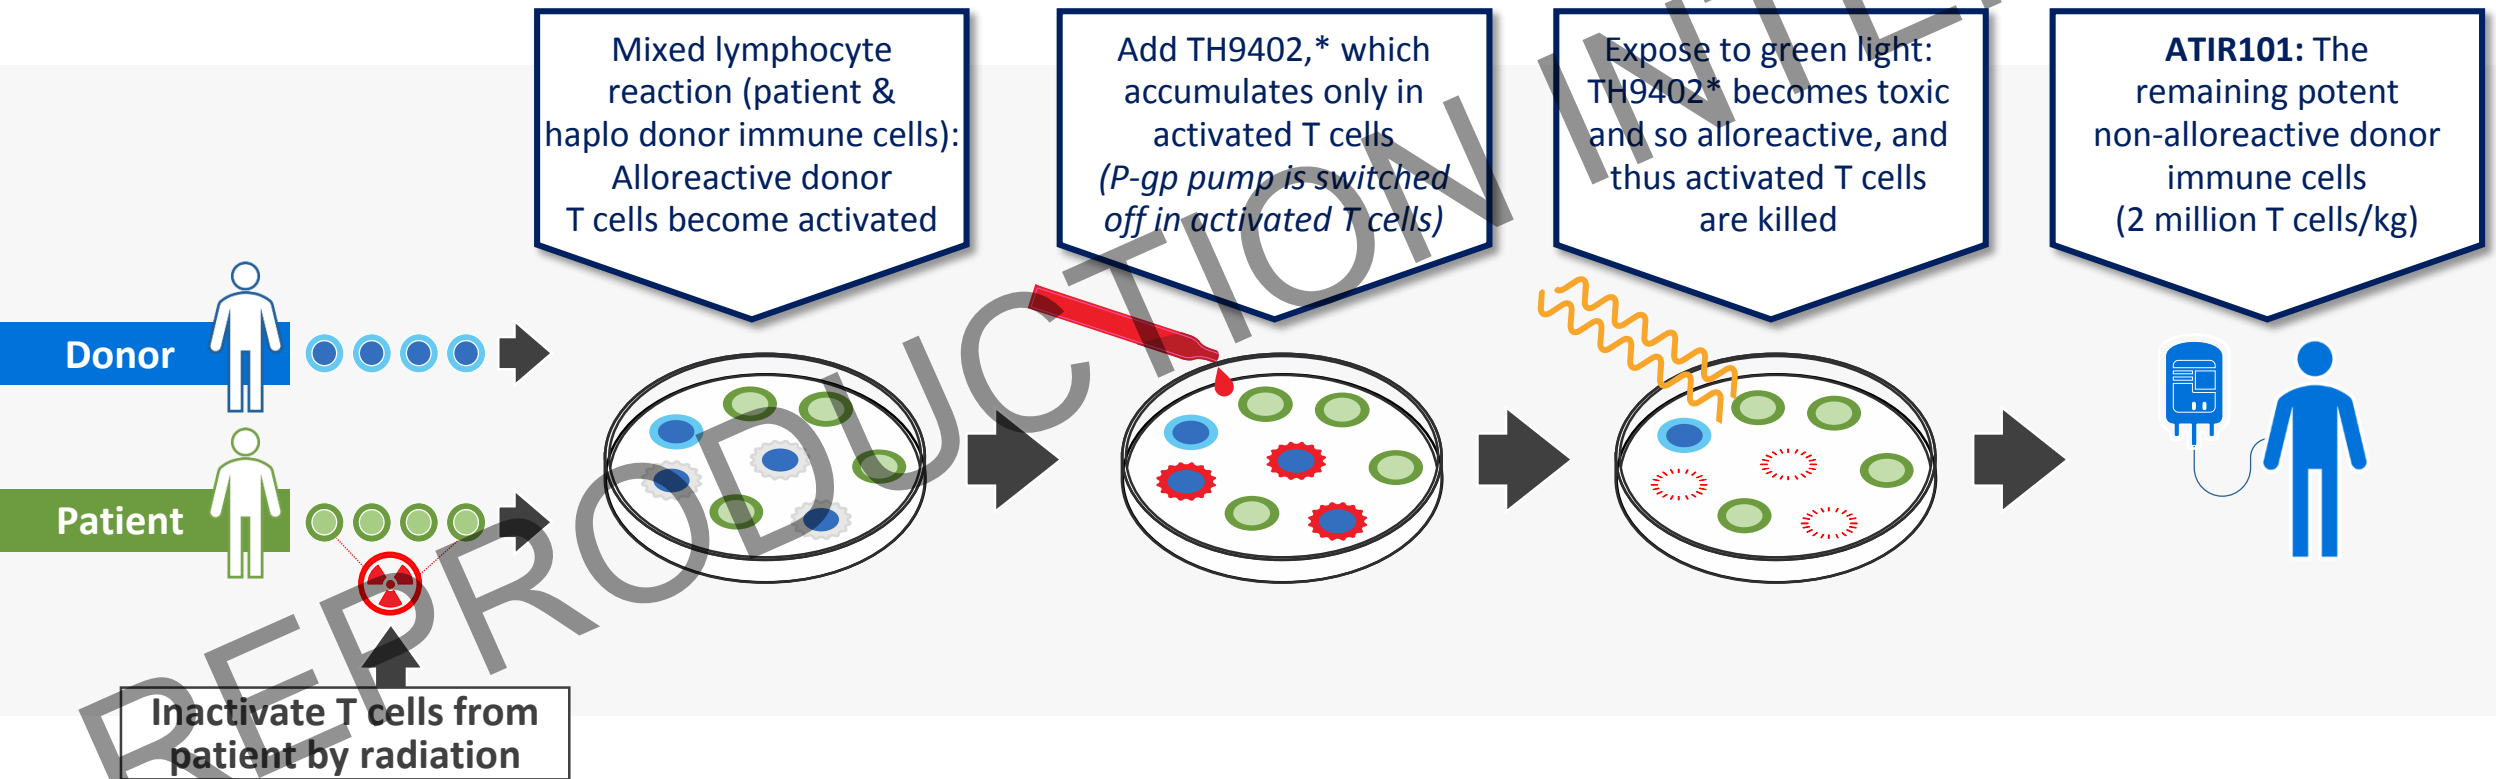 Mixed lymphocyte
reaction (patient &
haplo donor immune cells):
Alloreactive donor
T cells become activated
Add TH9402,* which
accumulates only in
activated T cells
(P-gp pump is switched
off in activated T cells)
Expose to green light:
TH9402* becomes toxic
and so alloreactive, and
thus activated T cells
are killed
ATIR101: The
remaining potent
non-alloreactive donor
immune cells
(2 million T cells/kg)
Donor
Patient
Inactivate T cells from
patient by radiation
REPRODUCTION